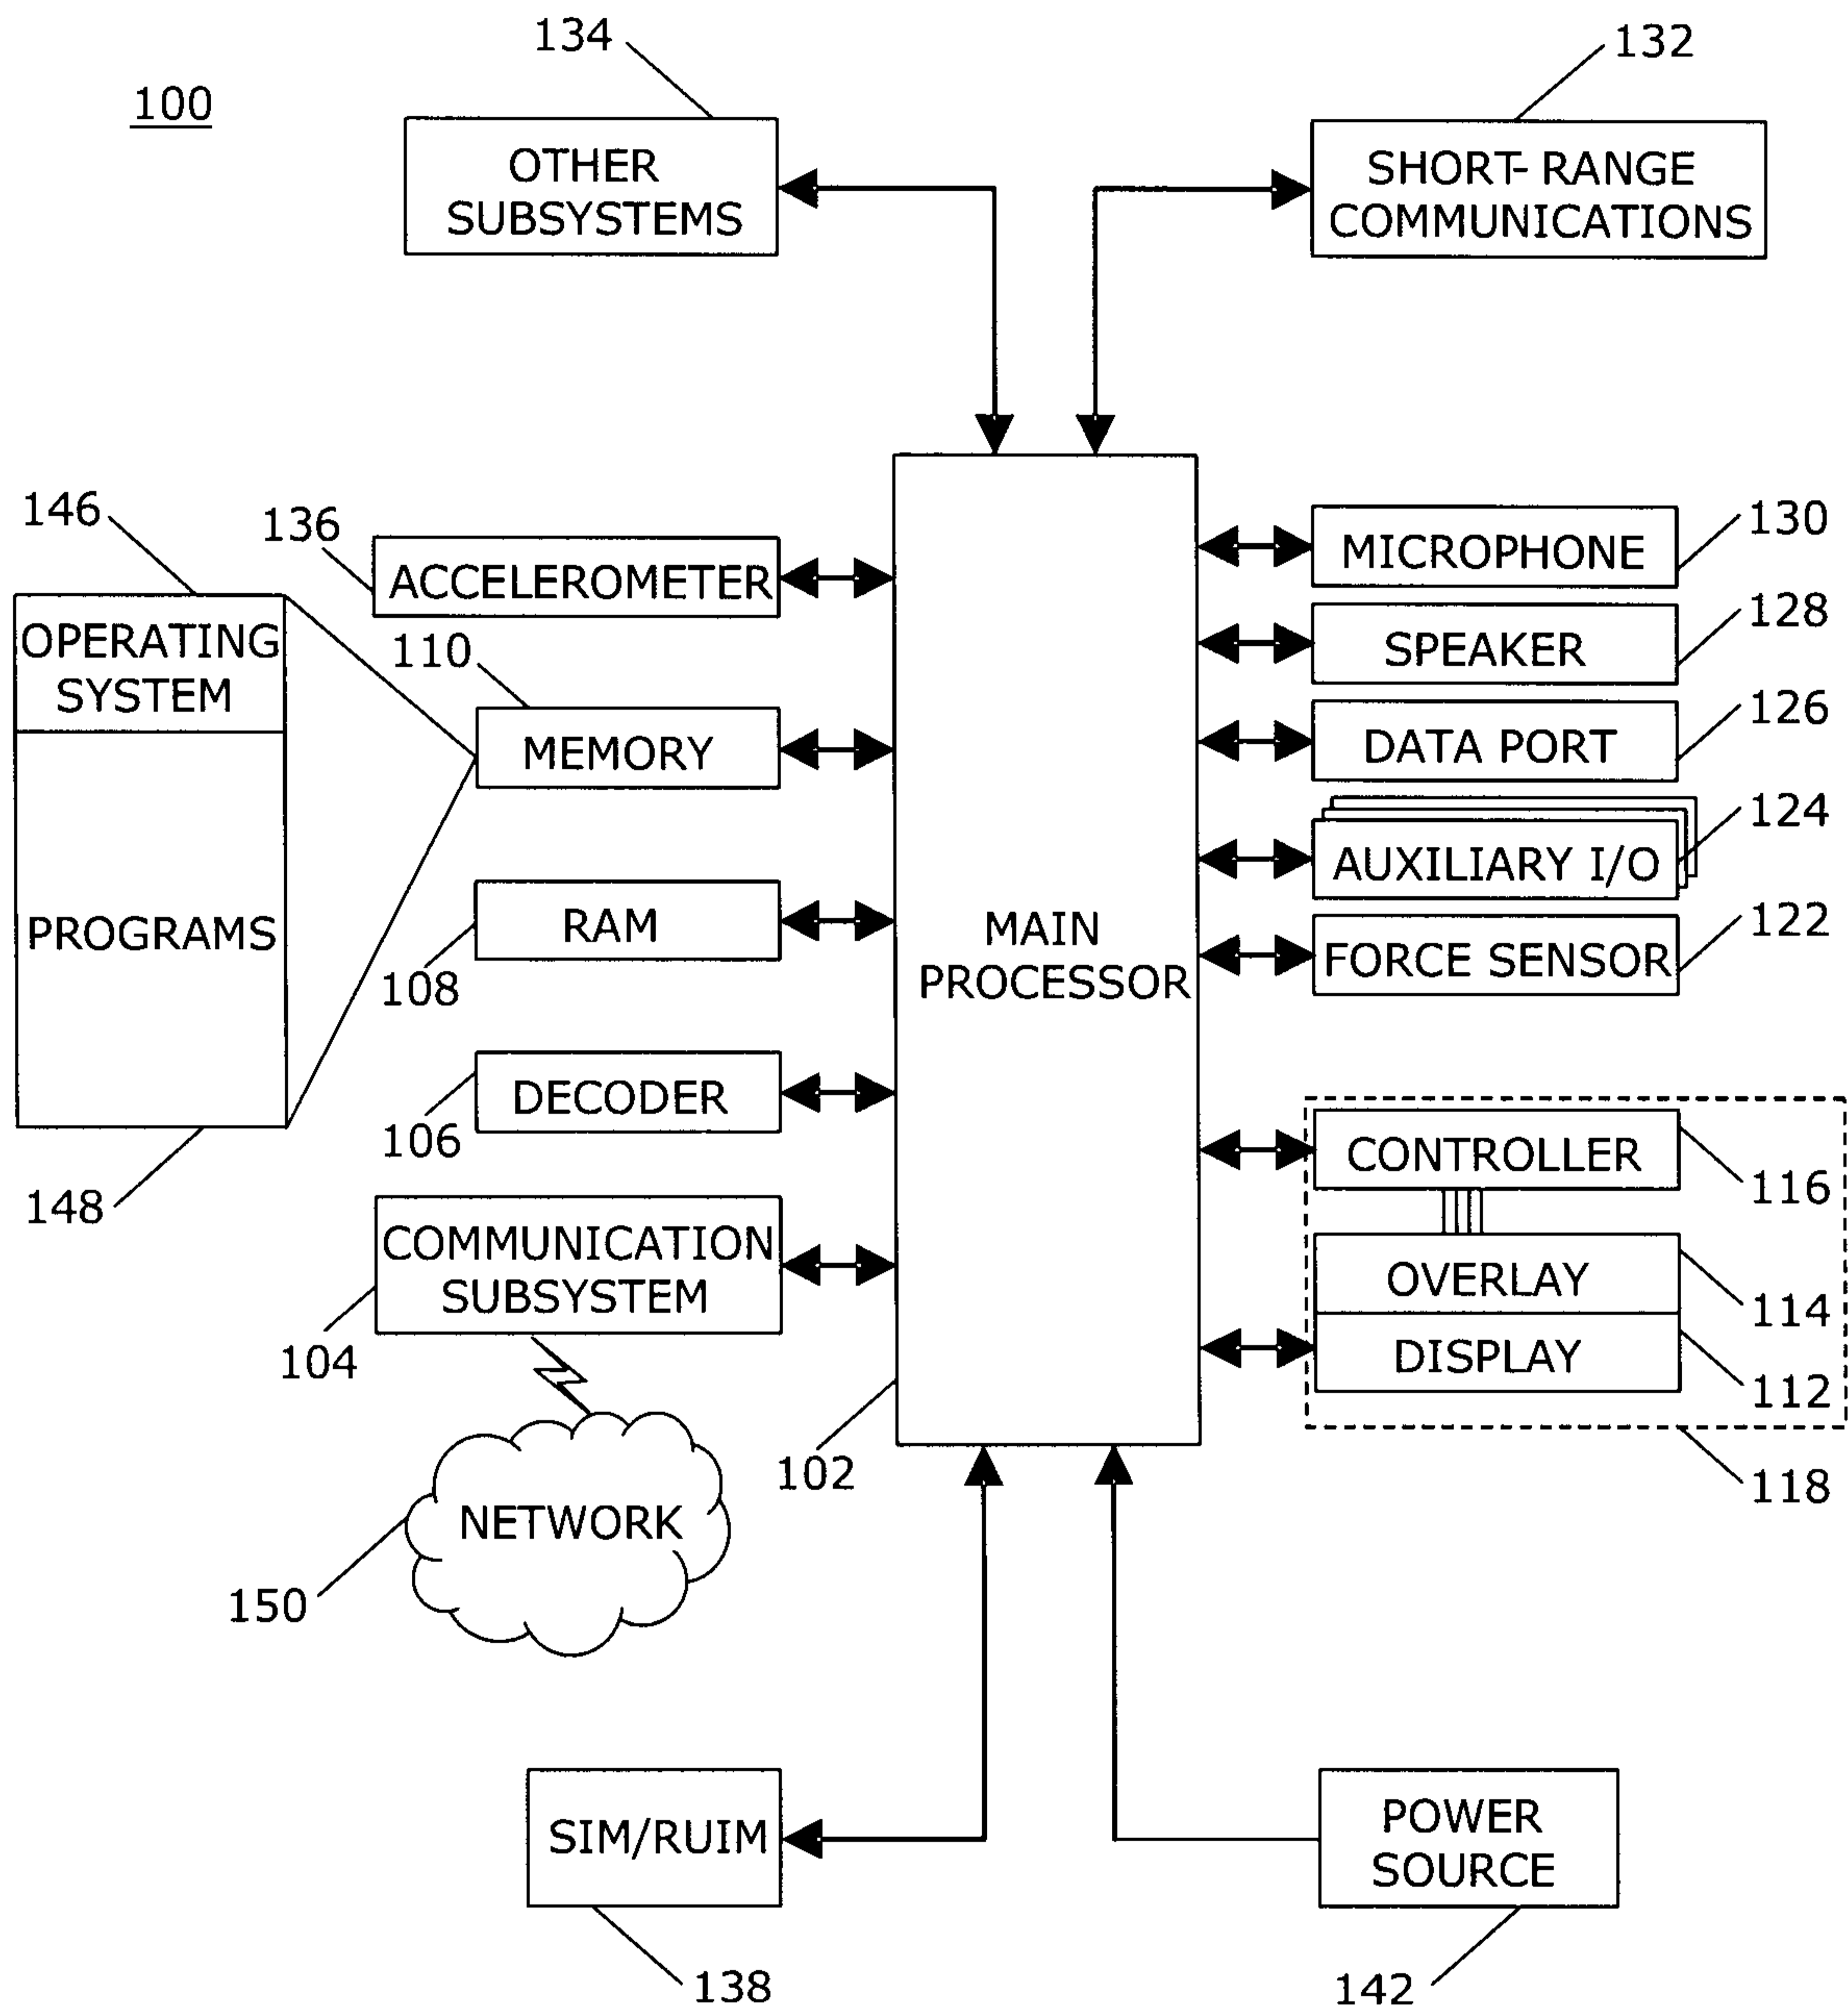 134
132
100
OTHER
SUBSYSTEMS
SHORT-RANGE
COMMUNICATIONS
146
136
ACCELEROMETER
MICROPHONE
130
OPERATING
SYSTEM
110
MEMORY
SPEAKER
128
DATA PORT
126
AUXILIARY I/O
124
PROGRAMS
RAM
108
MAIN
PROCESSOR
FORCE SENSOR
122
DECODER
106
CONTROLLER
116
148
COMMUNICATION
SUBSYSTEM
104
OVERLAY
114
DISPLAY
112
102
118
NETWORK
150
SIM/RUIM
138
POWER
SOURCE
142